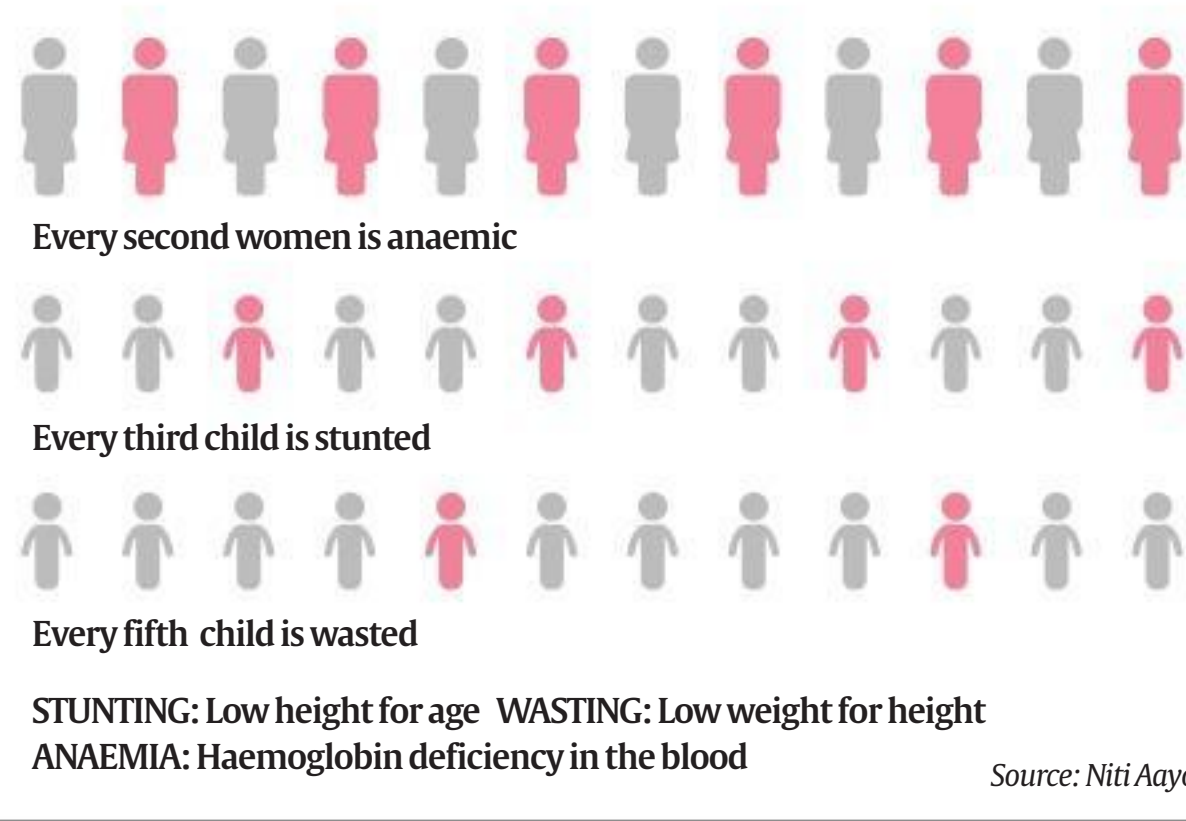 Every second women is anaemic
Every third child is stunted
Every fifth child is wasted
STUNTING: Low height for age WASTING: Low weight for height
ANAEMIA: Haemoglobin deficiency in the blood
Source: Niti